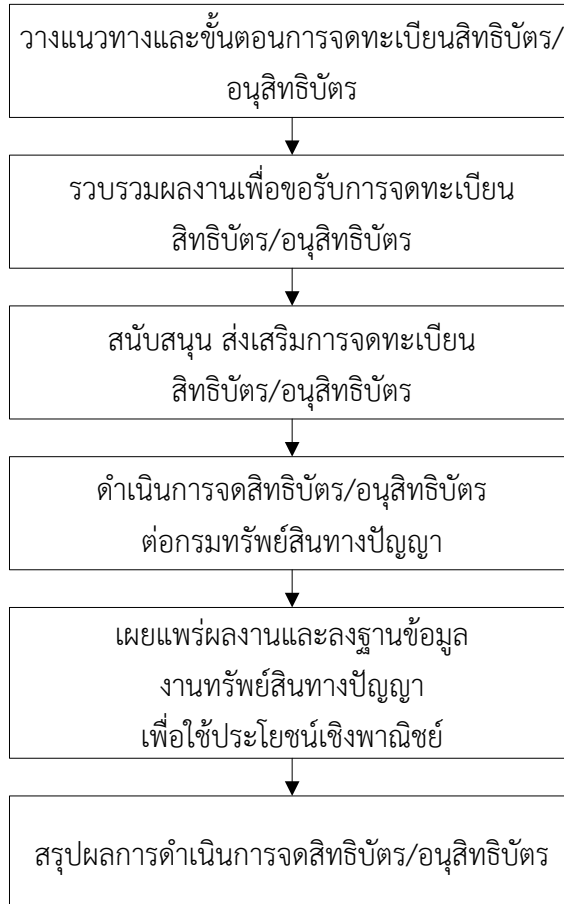 วางแนวทางและขั้นตอนการจดทะเบียนสิทธิบัตร/
อนุสิทธิบัตร
รวบรวมผลงานเพื่อขอรับการจดทะเบียน
สิทธิบัตร/อนุสิทธิบัตร
สนับสนุน ส่งเสริมการจดทะเบียน
สิทธิบัตร/อนุสิทธิบัตร
ดำเนินการจดสิทธิบัตร/อนุสิทธิบัตร
ต่อกรมทรัพย์สินทางปัญญา
เผยแพร่ผลงานและลงฐานข้อมูล
งานทรัพย์สินทางปัญญา
เพื่อใช้ประโยชน์เชิงพาณิชย์
สรุปผลการดำเนินการจดสิทธิบัตร/อนุสิทธิบัตร